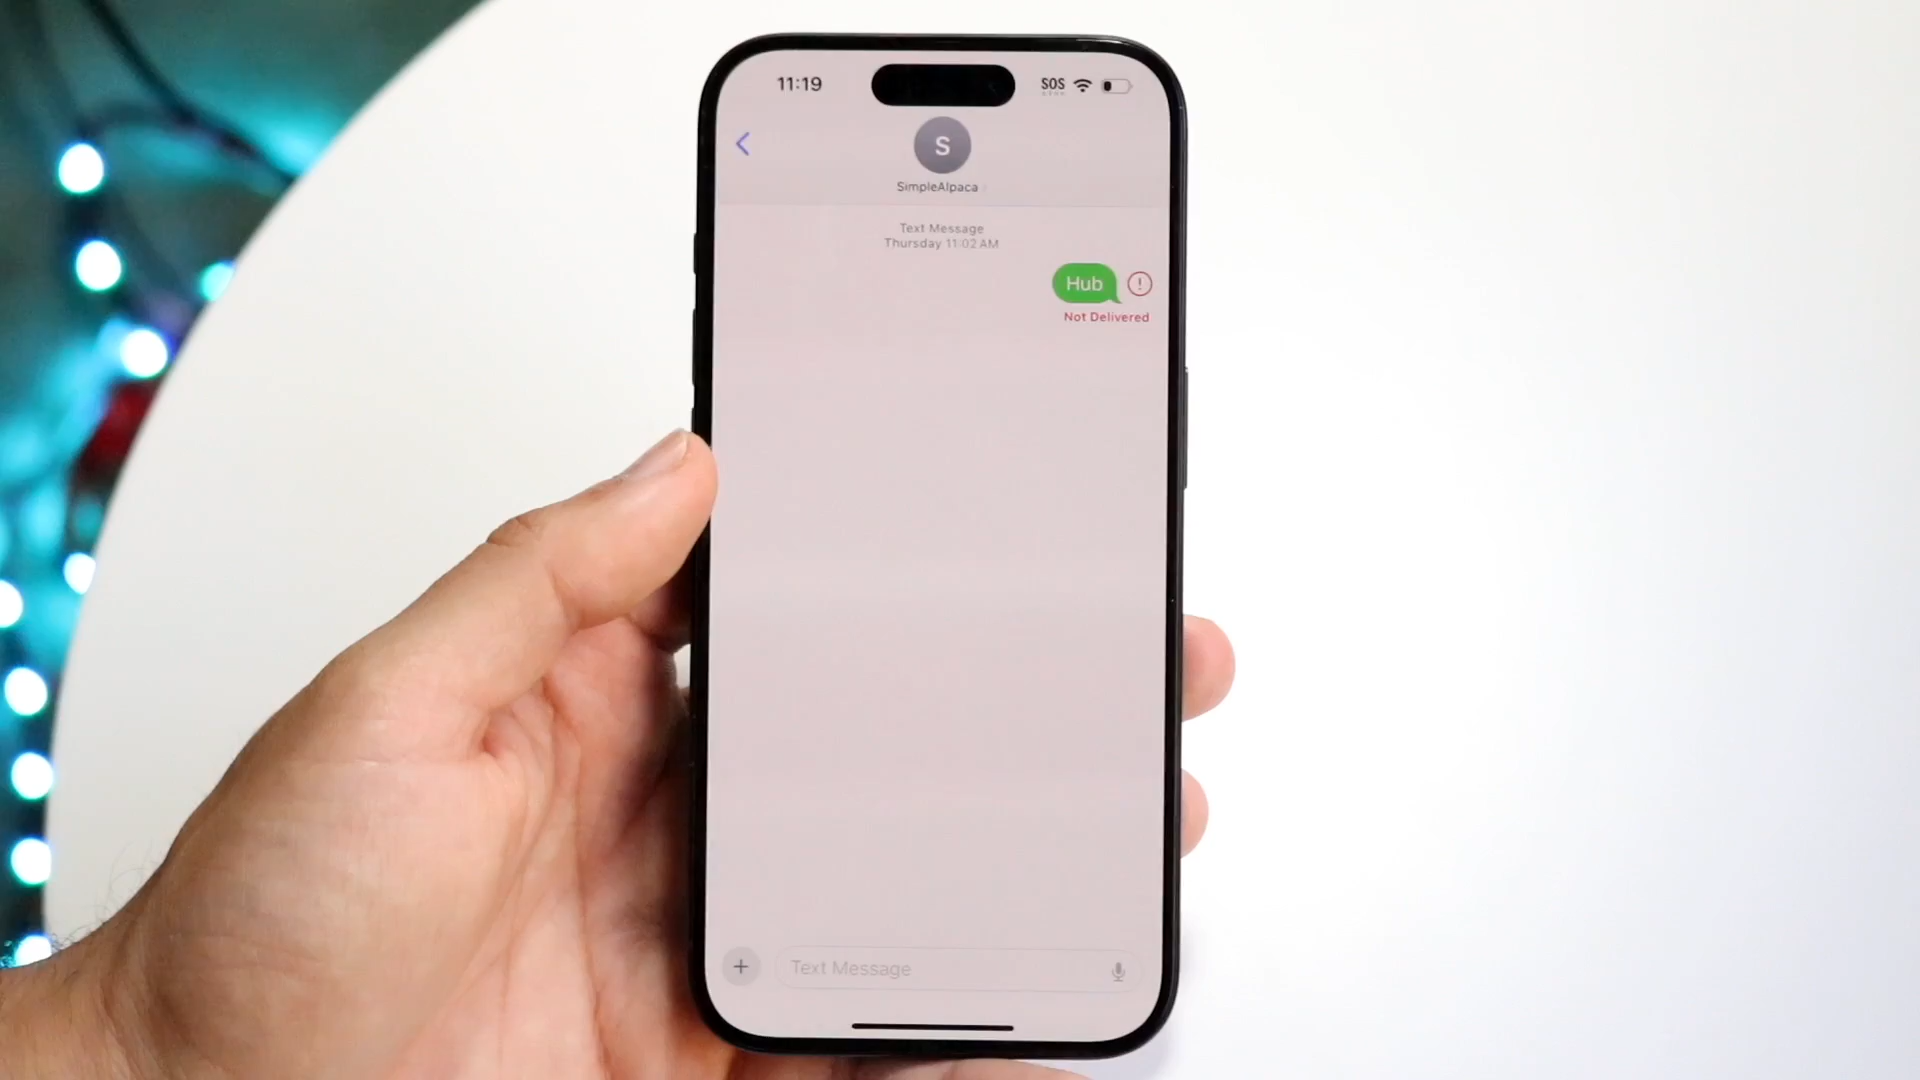 11:19
SOS
S
SimpleAlpaca
Text Message
Thursday 11:02 AM
Hub
Not Delivered
Text Message